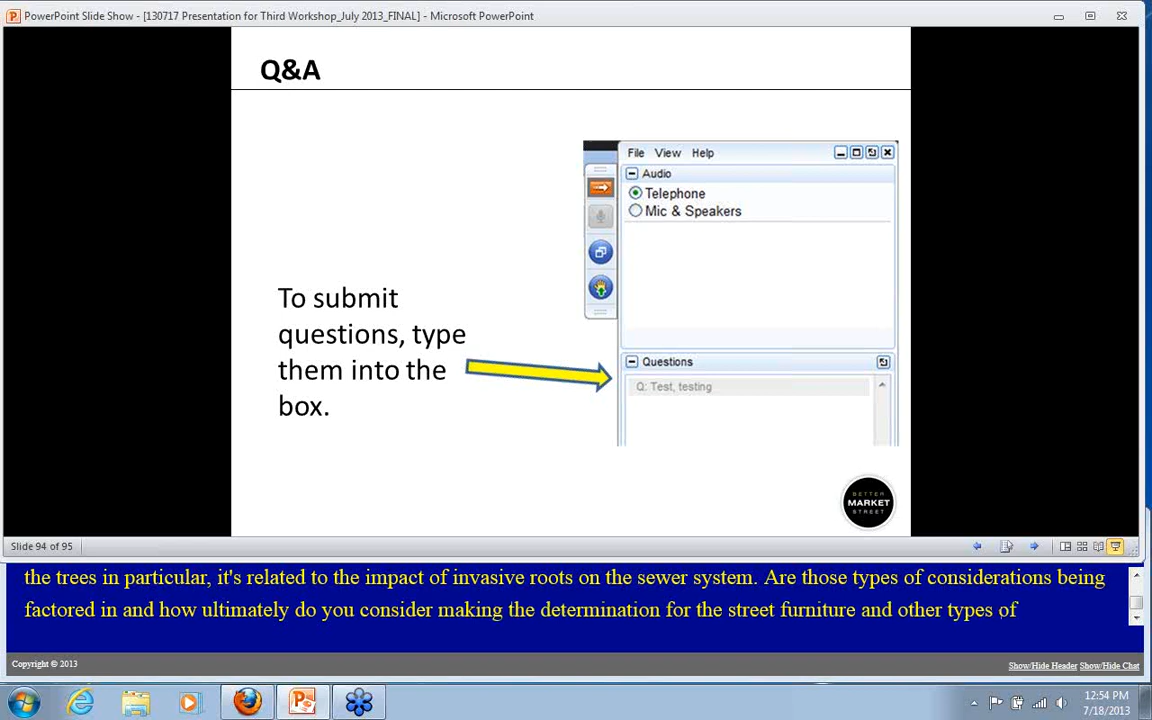 PowerPoint Slide Show - [130717 Presentation for Third Workshop_July 2013_FINAL] - Microsoft PowerPoint
Q&A
File View Help
Audio
Telephone
Mic & Speakers
To submit
questions, type
them into the
box.
Questions
Q: Test, testing
BETTER
MARKET
STREET
Slide 94 of 95
the trees in particular, it's related to the impact of invasive roots on the sewer system. Are those types of considerations being
factored in and how ultimately do you consider making the determination for the street furniture and other types of
Copyright © 2013
Show/Hide Header Show/Hide Chat
12:54 PM
7/18/2013